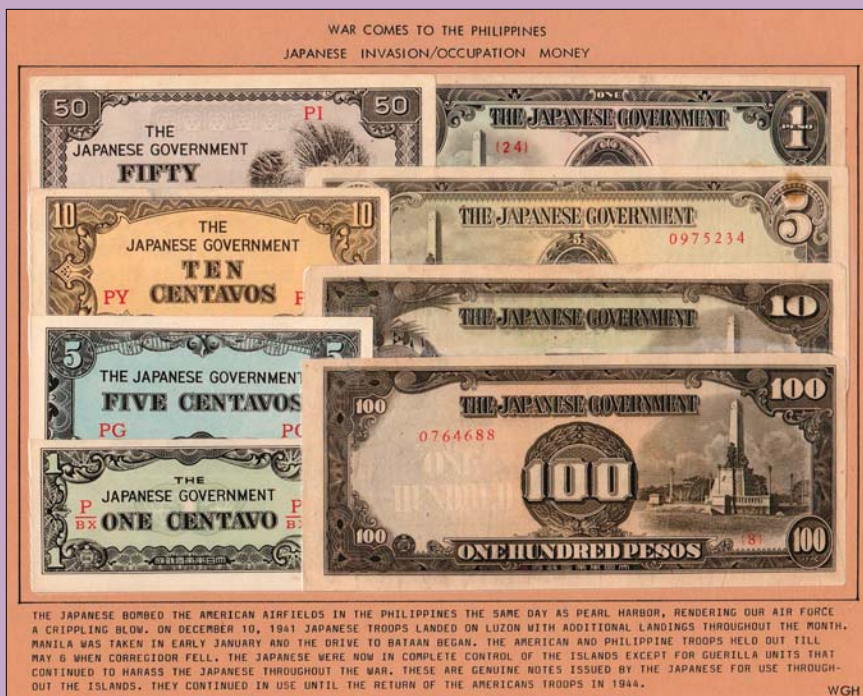 WAR COMES TO THE PHILIPPINES
JAPANESE INVASION/OCCUPATION MONEY
50 50
PI
THE
JAPANESE GOVERNMENT
FIFTY
10 10
THE
JAPANESE GOVERNMENT
TEN
PY CENTAVOS P
5 5
THE JAPANESE GOVERNMENT
FIVE CENTAVOS
PG PG
1
THE
JAPANESE GOVERNMENT
P/BX ONE CENTAVO P/BX
1
ONE
THE JAPANESE GOVERNMENT 1
PESO
(24)
THE JAPANESE GOVERNMENT 5
5
0975234
10
THE JAPANESE GOVERNMENT
100
100 THE JAPANESE GOVERNMENT
0764688
ONE
HUNDRED
100
100 (8) 100
ONE HUNDRED PESOS
THE JAPANESE BOMBED THE AMERICAN AIRFIELDS IN THE PHILIPPINES THE SAME DAY AS PEARL HARBOR, RENDERING OUR AIR FORCE
A CRIPPLING BLOW. ON DECEMBER 10, 1941 JAPANESE TROOPS LANDED ON LUZON WITH ADDITIONAL LANDINGS THROUGHOUT THE MONTH.
MANILA WAS TAKEN IN EARLY JANUARY AND THE DRIVE TO BATAAN BEGAN. THE AMERICAN AND PHILIPPINE TROOPS HELD OUT TILL
MAY 6 WHEN CORREGIDOR FELL. THE JAPANESE WERE NOW IN COMPLETE CONTROL OF THE ISLANDS EXCEPT FOR GUERILLA UNITS THAT
CONTINUED TO HARASS THE JAPANESE THROUGHOUT THE WAR. THESE ARE GENUINE NOTES ISSUED BY THE JAPANESE FOR USE THROUGH-
OUT THE ISLANDS. THEY CONTINUED IN USE UNTIL THE RETURN OF THE AMERICANS TROOPS IN 1944.
WGH